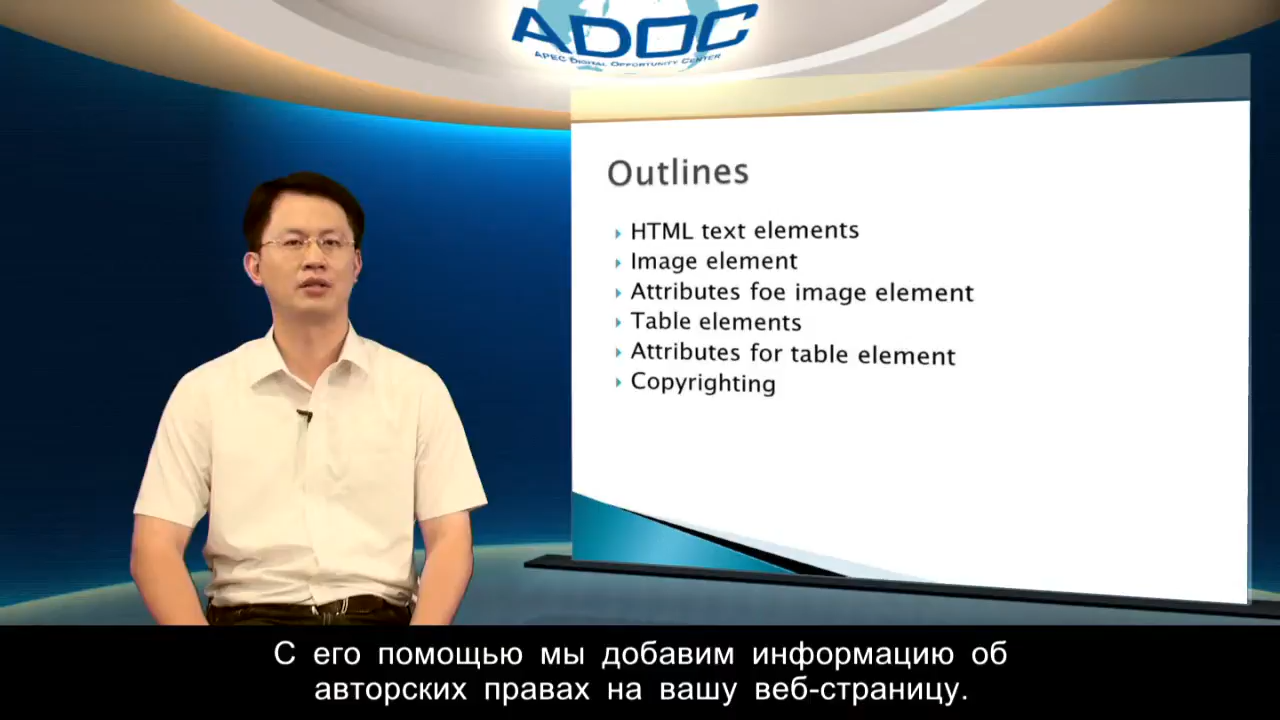 ADOC
APEC DIGITAL OPPORTUNITY CENTER
Outlines
HTML text elements
Image element
Attributes foe image element
Table elements
Attributes for table element
Copyrighting
С его помощью мы добавим информацию об
авторских правах на вашу веб-страницу.